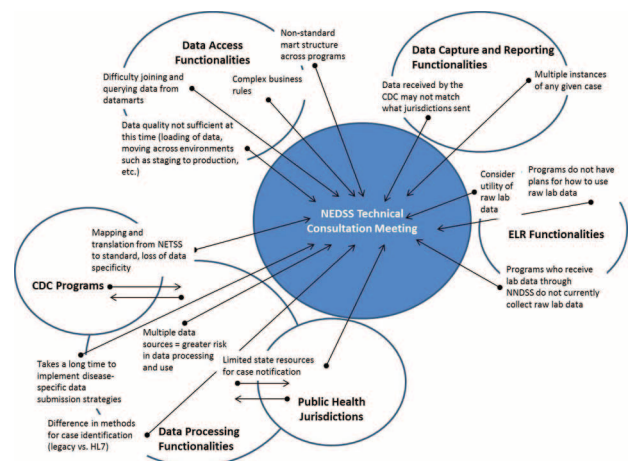 Non-standard
mart structure
across programs
Data Access
Functionalities
Difficulty joining and
querying data from
datamarts
Complex business
rules
Data quality not sufficient at
this time (loading of data,
moving across environments
such as staging to production,
etc.)
Data Capture and Reporting
Functionalities
Data received by the
CDC may not match
what jurisdictions sent
Multiple instances
of any given case
NEDSS Technical
Consultation Meeting
Consider
utility of
raw lab
data
Programs do not have
plans for how to use
raw lab data
ELR Functionalities
Programs who receive
lab data through
NNDSS do not currently
collect raw lab data
Mapping and
translation from NETSS
to standard, loss of data
specificity
CDC Programs
Multiple data
sources = greater risk
in data processing
and use
Takes a long time to
implement disease-
specific data
submission strategies
Limited state resources
for case notification
Public Health
Jurisdictions
Difference in methods
for case identification
(legacy vs. HL7)
Data Processing
Functionalities